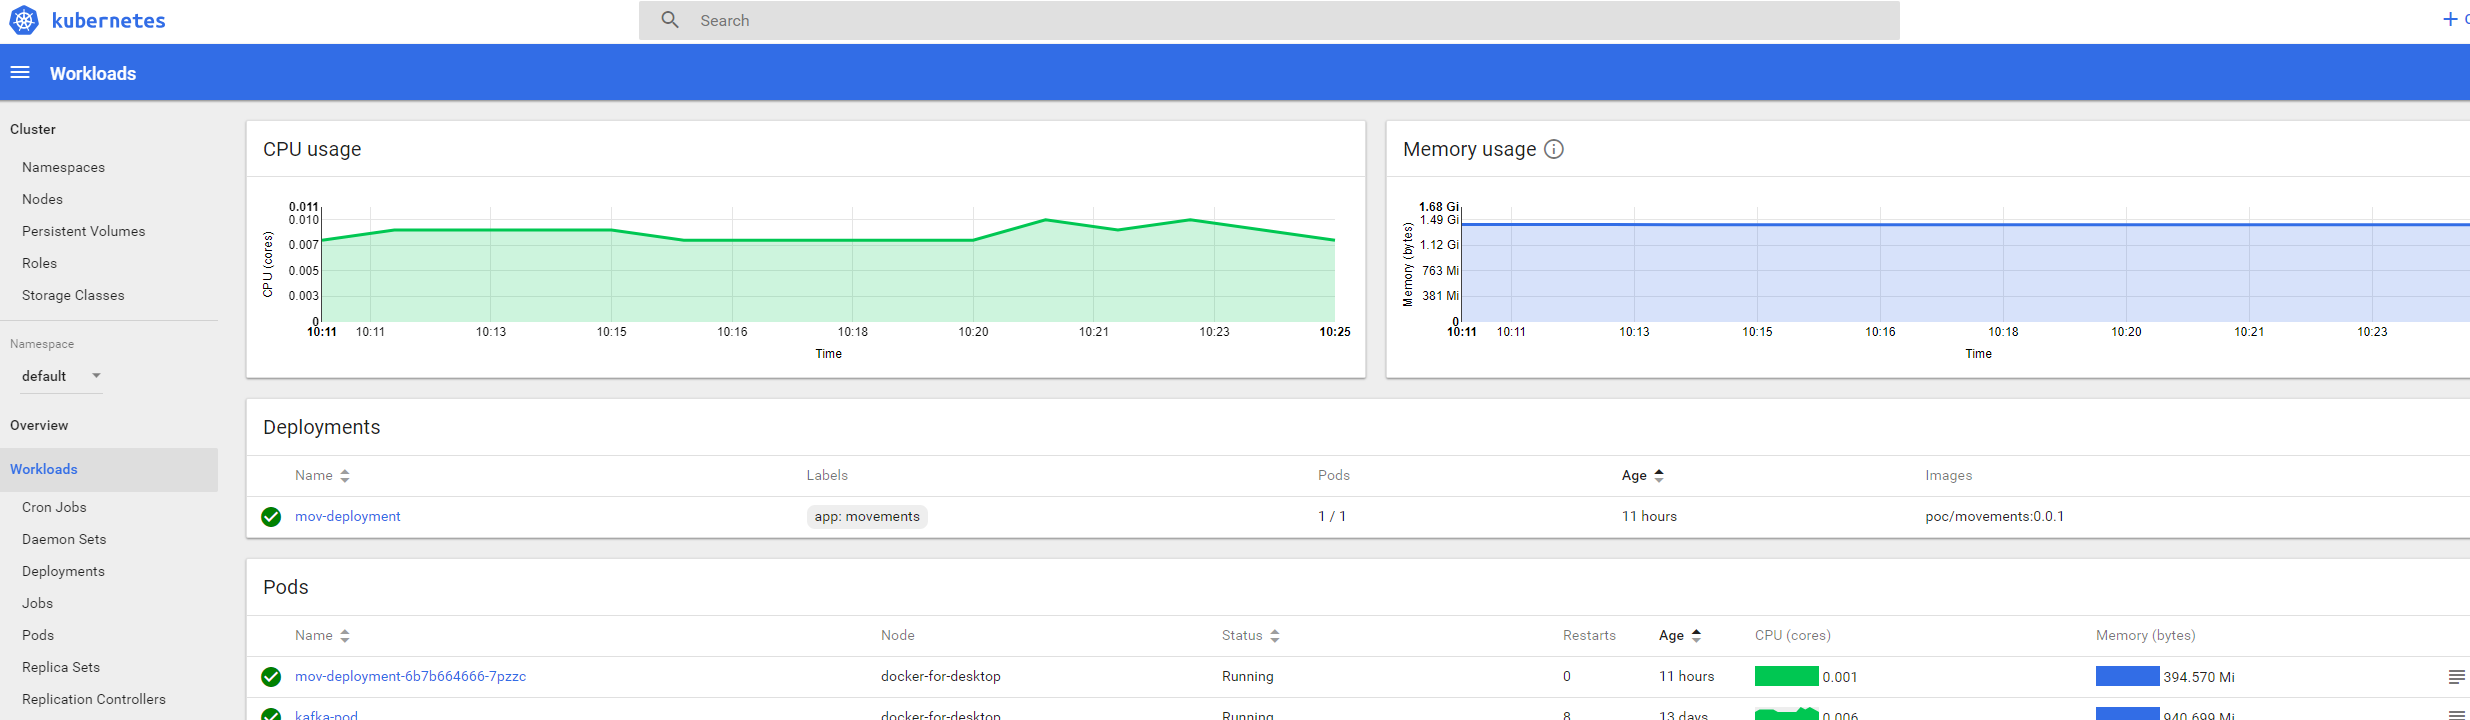 kubernetes
Search
Workloads
Cluster
Namespaces
Nodes
Persistent Volumes
Roles
Storage Classes
Namespace
default
Overview
Workloads
Cron Jobs
Daemon Sets
Deployments
Jobs
Pods
Replica Sets
Replication Controllers
CPU usage
CPU (cores)
0.011
0.010
0.007
0.005
0.003
0
10:11 10:11 10:13 10:15 10:16 10:18 10:20 10:21 10:23 10:25
Time
Memory usage
Memory (bytes)
1.68 Gi
1.49 Gi
1.12 Gi
763 Mi
381 Mi
0
10:11 10:11 10:13 10:15 10:16 10:18 10:20 10:21 10:23
Time
Deployments
Name Labels Pods Age Images
mov-deployment app: movements 1 / 1 11 hours poc/movements:0.0.1
Pods
Name Node Status Restarts Age CPU (cores) Memory (bytes)
mov-deployment-6b7b664666-7pzzc docker-for-desktop Running 0 11 hours 0.001 394.570 Mi
kafka-pod docker-for-desktop Running 8 13 days 0.006 940.699 Mi